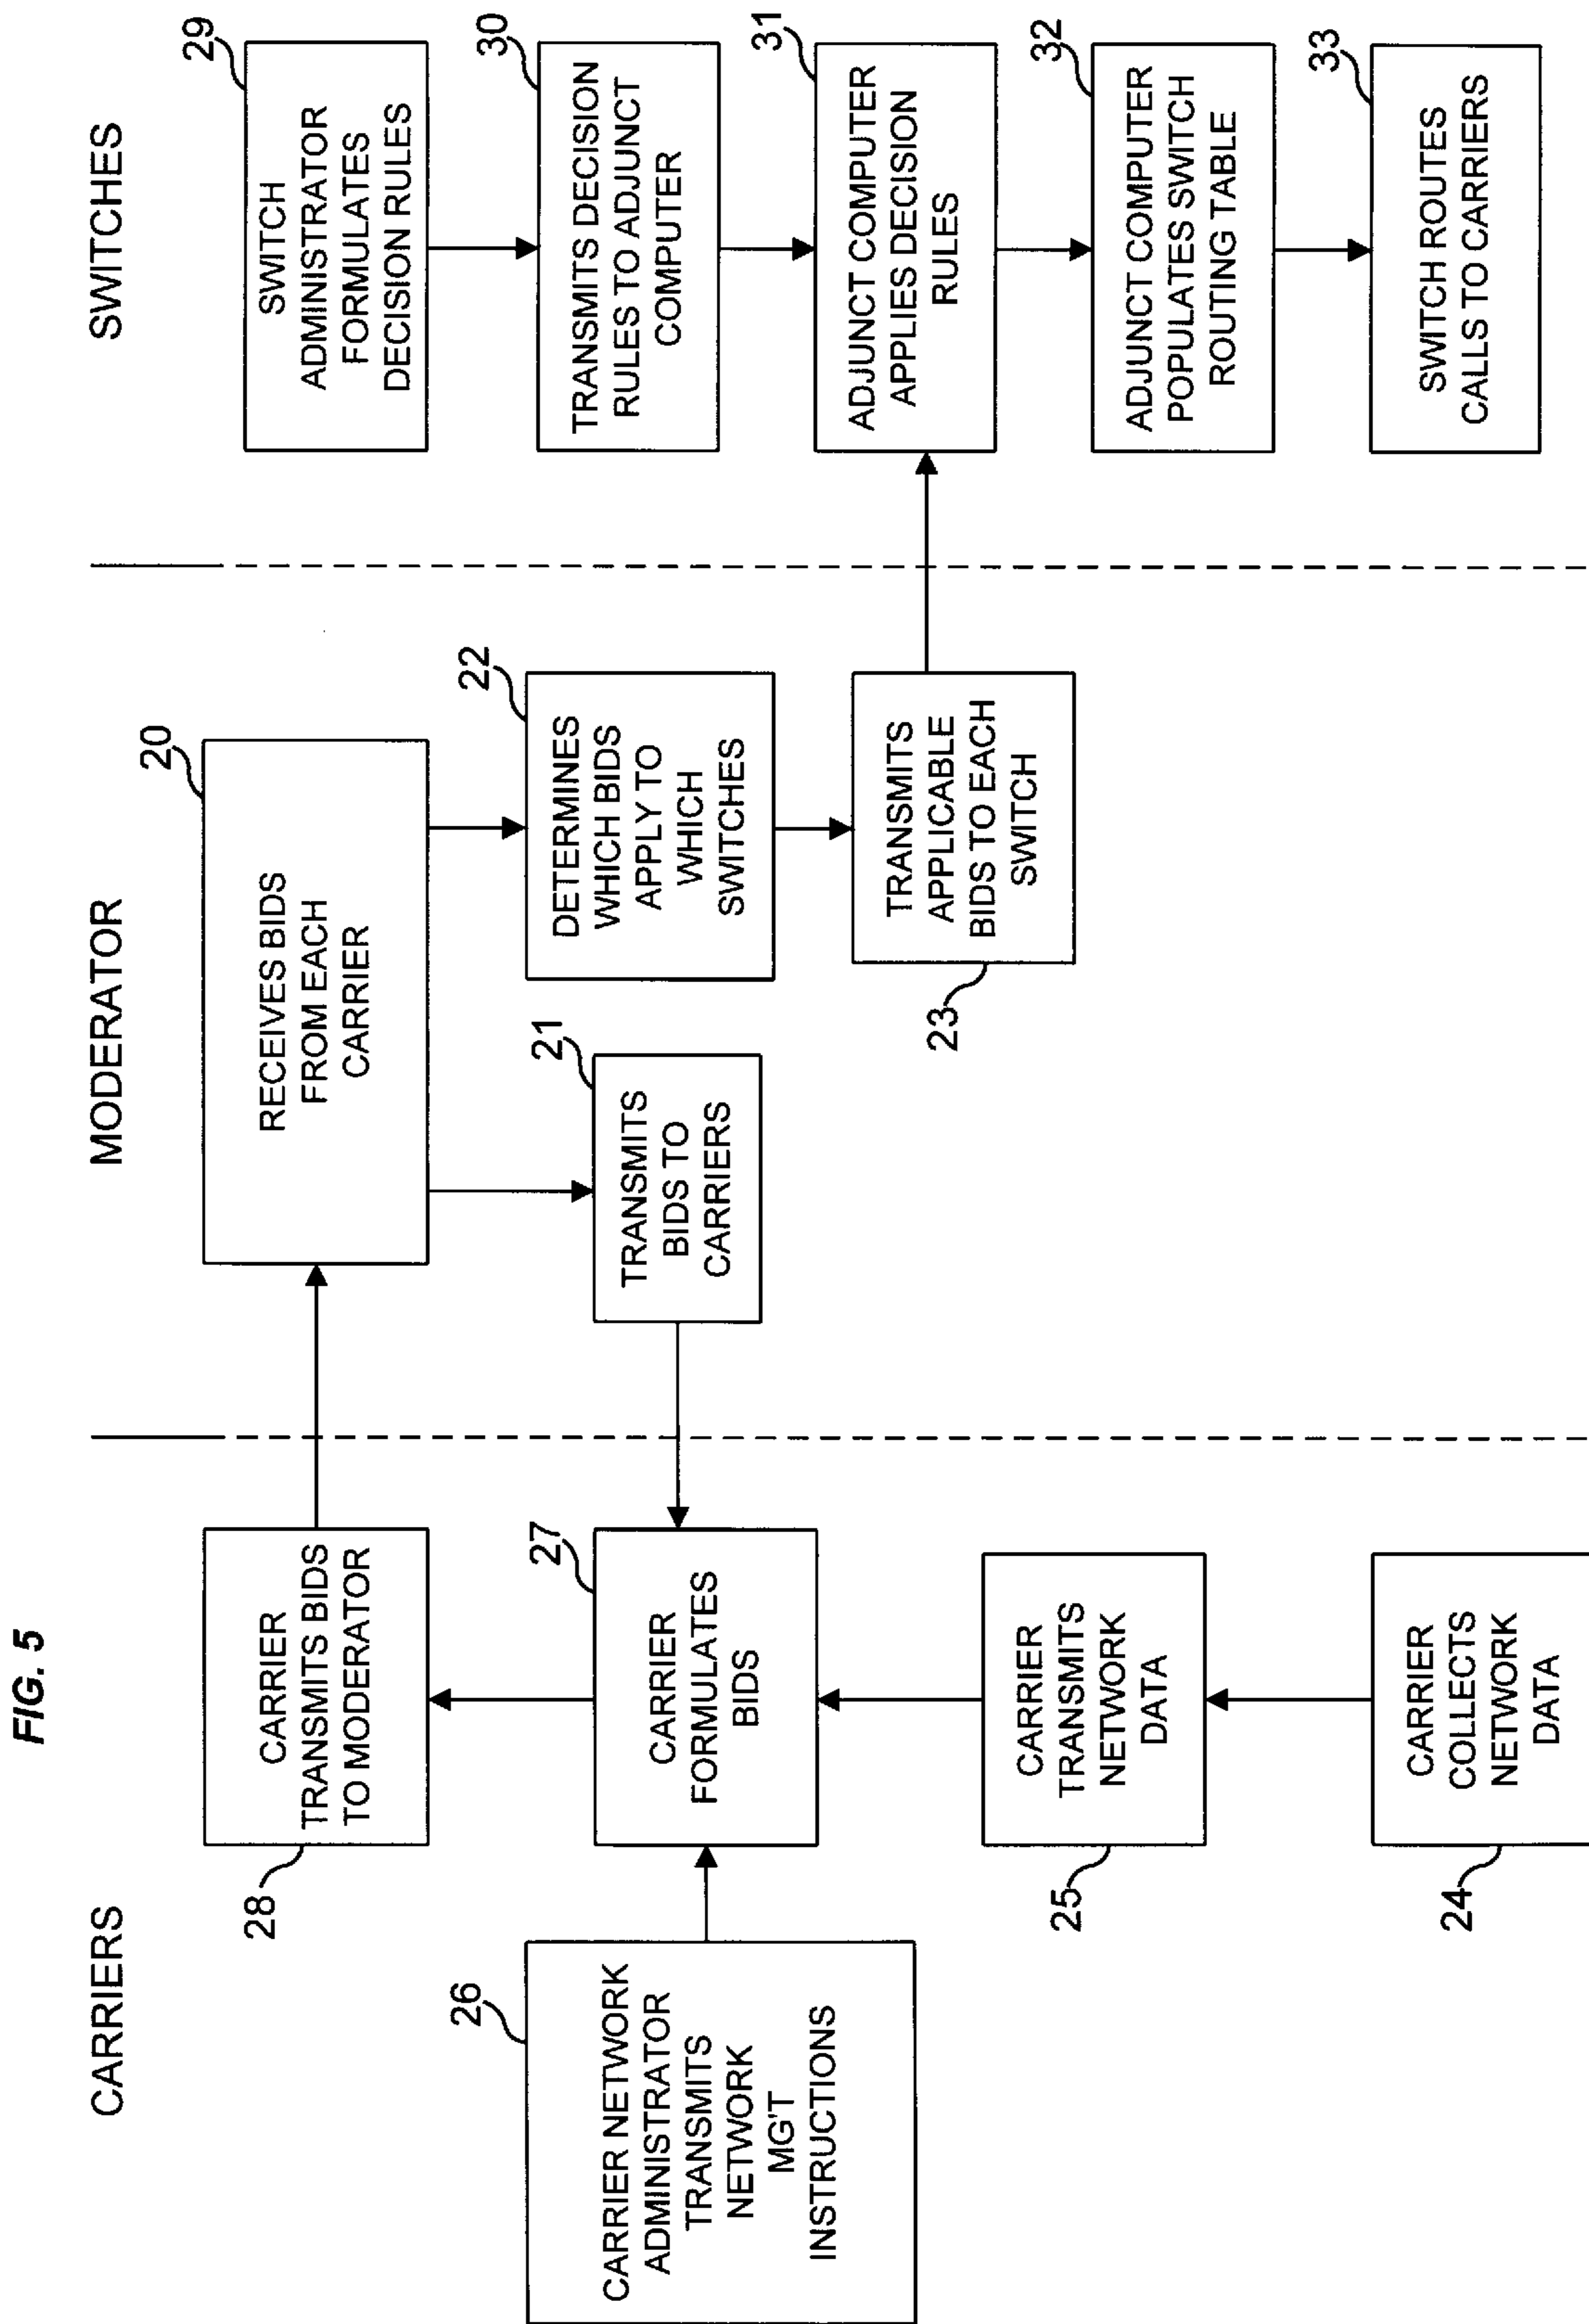 FIG. 5
CARRIERS
28
CARRIER
TRANSMITS BIDS
TO MODERATOR
26
CARRIER NETWORK
ADMINISTRATOR
TRANSMITS
NETWORK
MG'T
INSTRUCTIONS
27
CARRIER
FORMULATES
BIDS
25
CARRIER
TRANSMITS
NETWORK
DATA
24
CARRIER
COLLECTS
NETWORK
DATA
MODERATOR
20
RECEIVES BIDS
FROM EACH
CARRIER
21
TRANSMITS
BIDS TO
CARRIERS
22
DETERMINES
WHICH BIDS
APPLY TO
WHICH
SWITCHES
23
TRANSMITS
APPLICABLE
BIDS TO EACH
SWITCH
SWITCHES
29
SWITCH
ADMINISTRATOR
FORMULATES
DECISION RULES
30
TRANSMITS DECISION
RULES TO ADJUNCT
COMPUTER
31
ADJUNCT COMPUTER
APPLIES DECISION
RULES
32
ADJUNCT COMPUTER
POPULATES SWITCH
ROUTING TABLE
33
SWITCH ROUTES
CALLS TO CARRIERS